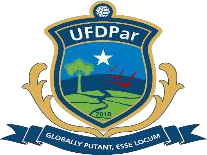 UFDPar
2018
GLOBALLY PUTANT, ESSE LOCUM